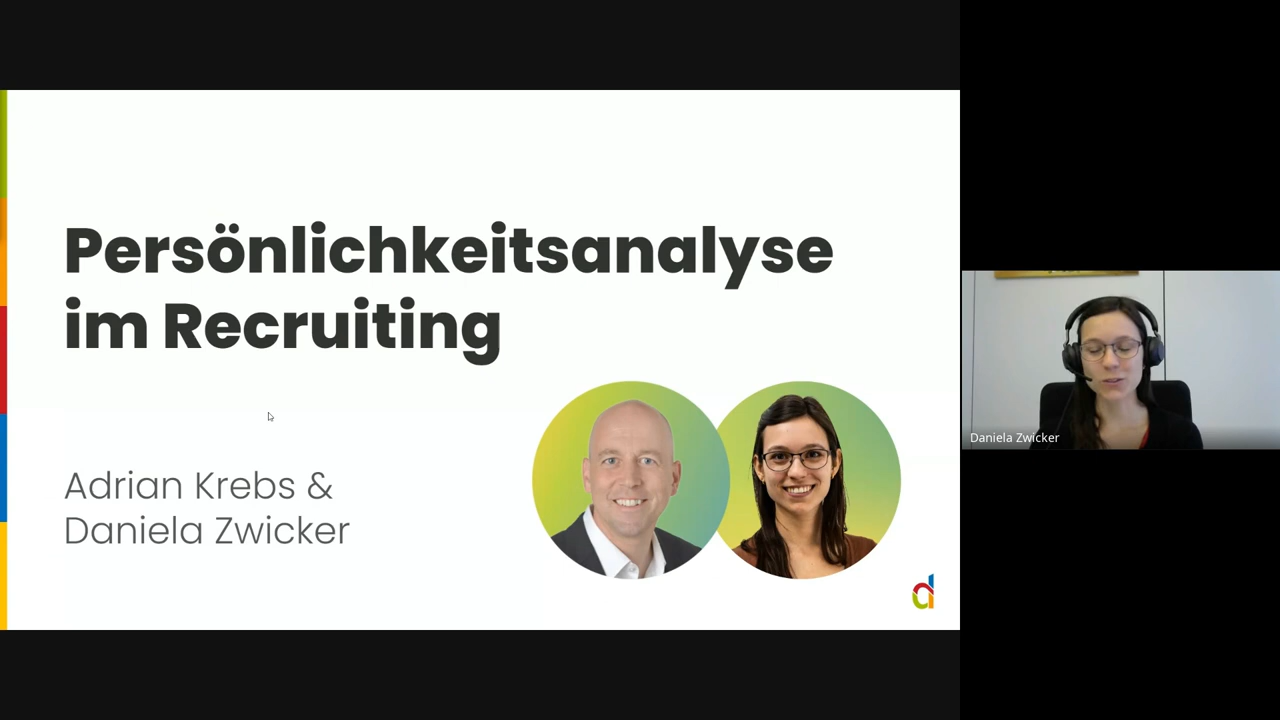 Persönlichkeitsanalyse
im Recruiting
Adrian Krebs &
Daniela Zwicker
Daniela Zwicker